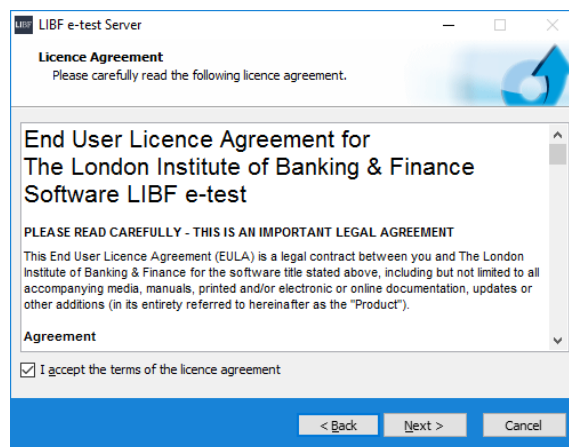 LIBF LIBF e-test Server
Licence Agreement
Please carefully read the following licence agreement.
End User Licence Agreement for
The London Institute of Banking & Finance
Software LIBF e-test
PLEASE READ CAREFULLY - THIS IS AN IMPORTANT LEGAL AGREEMENT
This End User Licence Agreement (EULA) is a legal contract between you and The London
Institute of Banking & Finance for the software title stated above, including but not limited to all
accompanying media, manuals, printed and/or electronic or online documentation, updates or
other additions (in its entirety referred to hereinafter as the "Product").
Agreement
I accept the terms of the licence agreement
< Back Next > Cancel